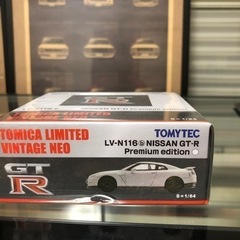 TOMICA LIMITED
VINTAGE NEO
TOMYTEC
LV-N116 NISSAN GT-R
Premium edition
GT
R
S=1/64